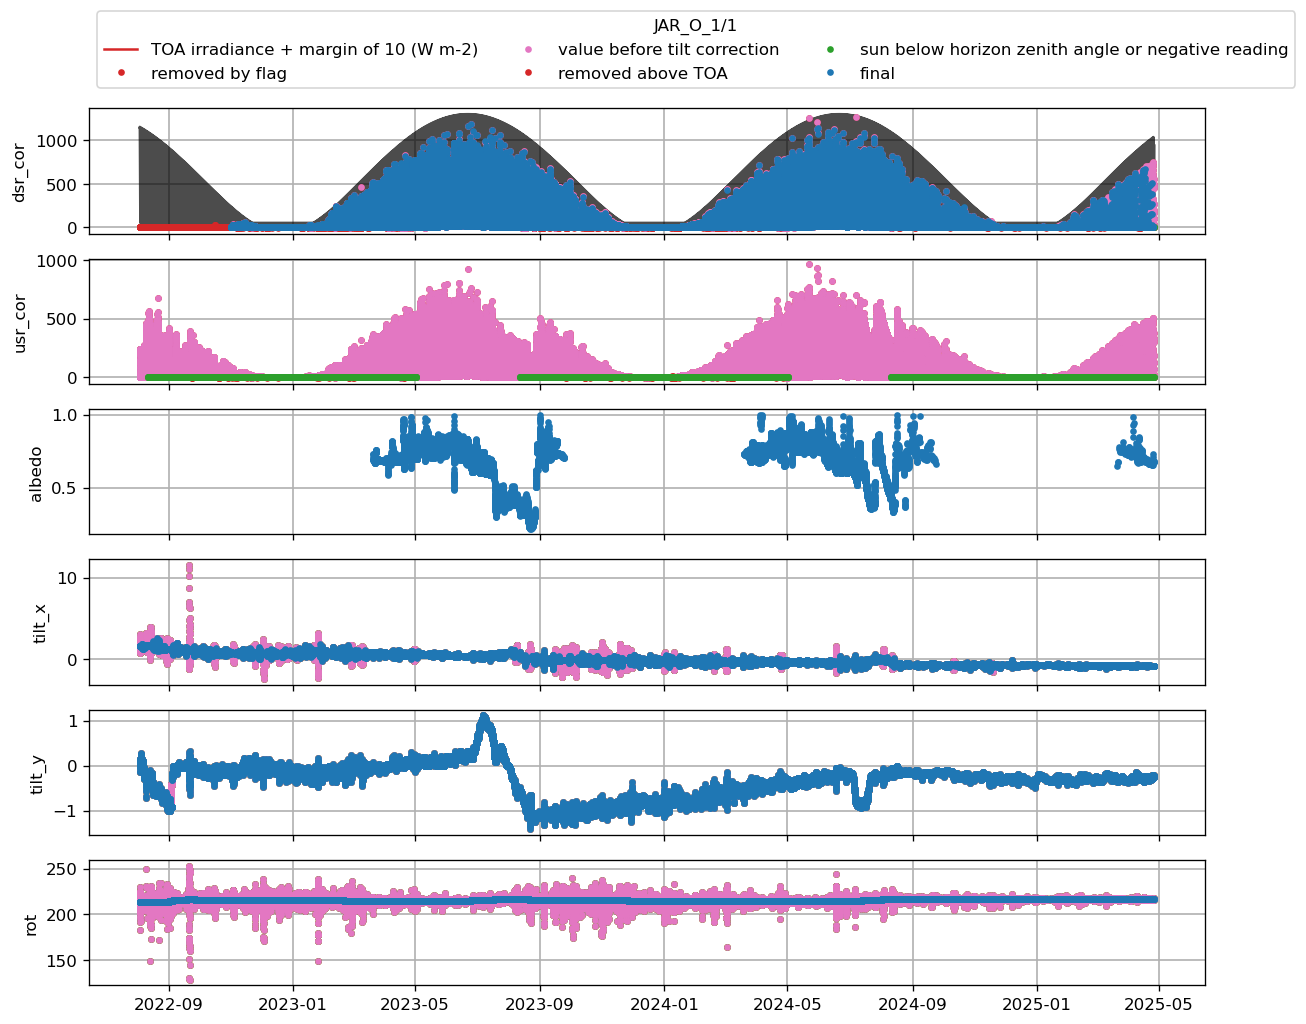 JAR_O_1/1
TOA irradiance + margin of 10 (W m-2)
removed by flag
value before tilt correction
removed above TOA
sun below horizon zenith angle or negative reading
final
dsr_cor
1000
500
0
usr_cor
1000
500
0
albedo
1.0
0.5
tilt_x
10
0
tilt_y
1
0
−1
rot
250
200
150
2022-09 2023-01 2023-05 2023-09 2024-01 2024-05 2024-09 2025-01 2025-05